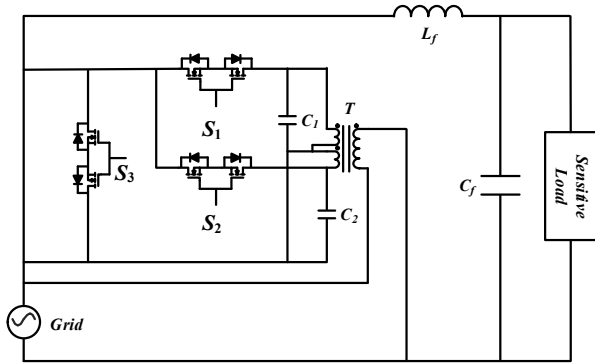 L_f
T
C_1
S_1
S_3
C_f
Sensitive
Load
S_2
C_2
Grid